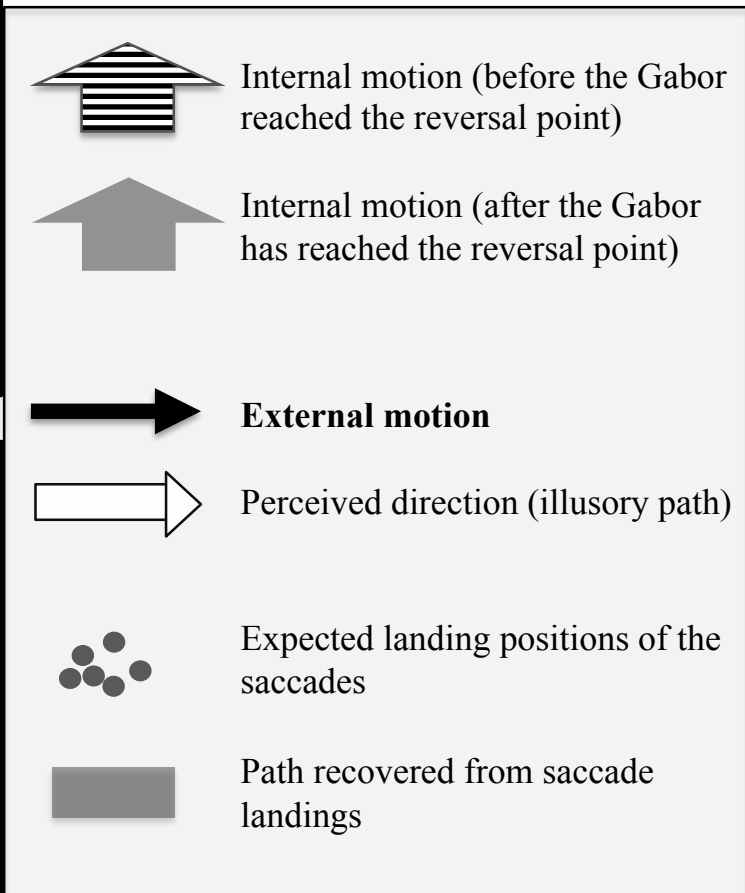 Internal motion (before the Gabor
reached the reversal point)
Internal motion (after the Gabor
has reached the reversal point)
External motion
Perceived direction (illusory path)
Expected landing positions of the
saccades
Path recovered from saccade
landings